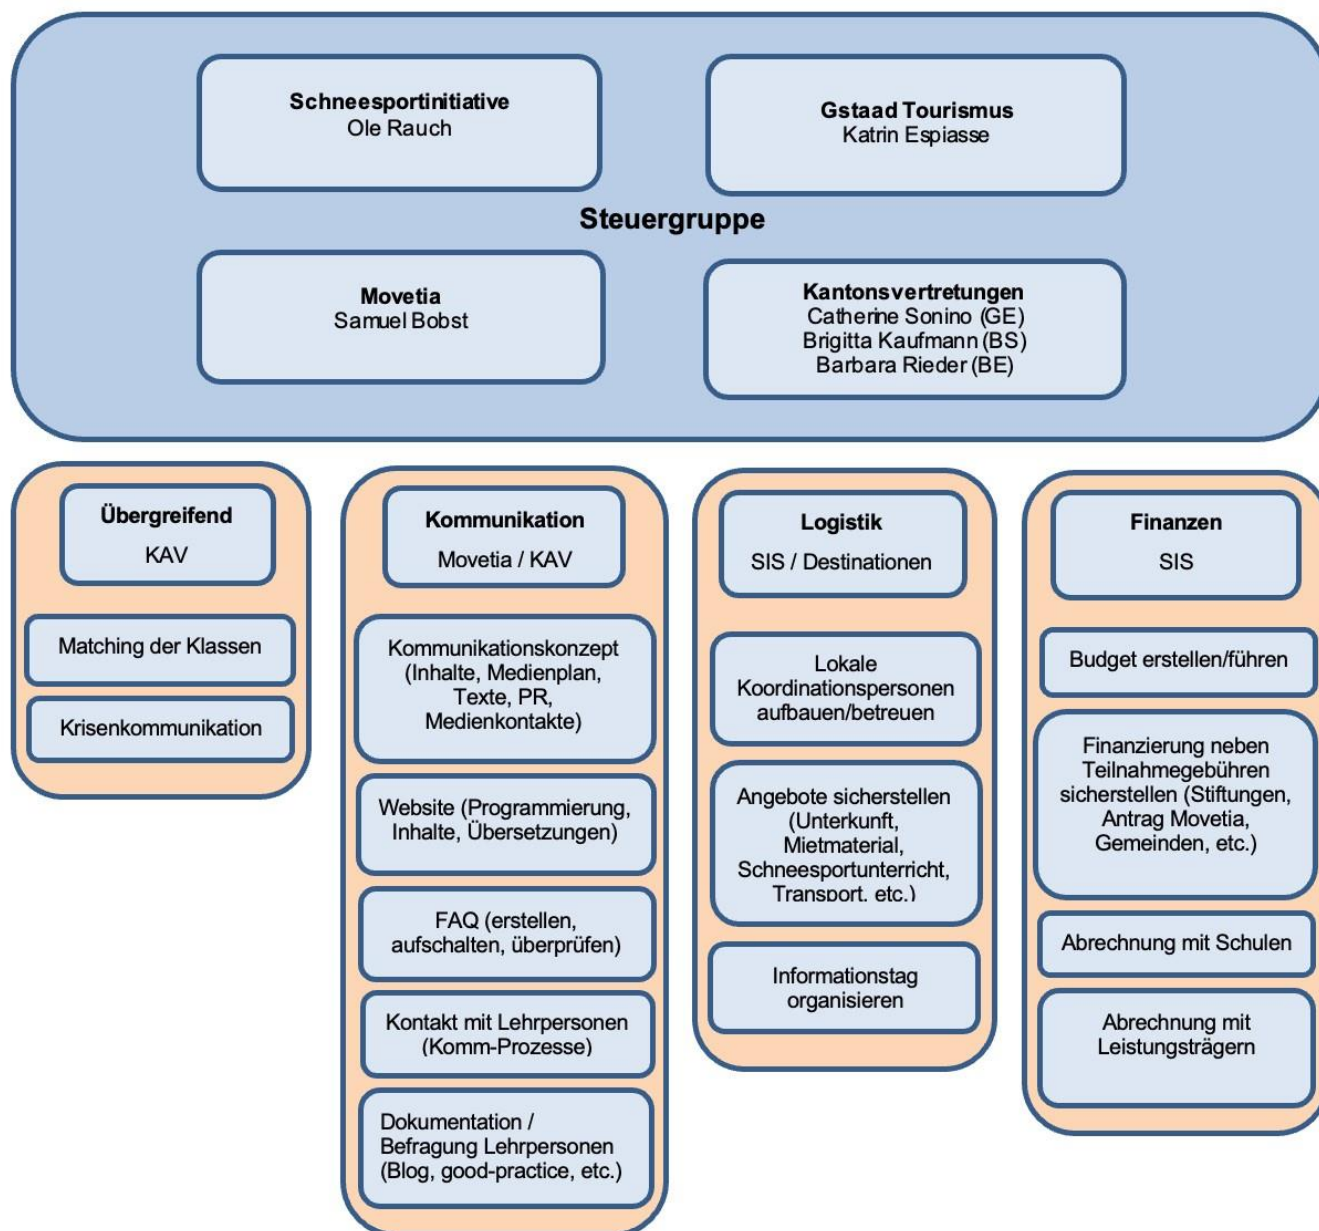 Schneesportinitiative
Ole Rauch
Gstaad Tourismus
Katrin Espiasse
Steuergruppe
Movetia
Samuel Bobst
Kantonsvertretungen
Catherine Sonino (GE)
Brigitta Kaufmann (BS)
Barbara Rieder (BE)
Übergreifend
KAV
Matching der Klassen
Krisenkommunikation
Kommunikation
Movetia / KAV
Kommunikationskonzept
(Inhalte, Medienplan,
Texte, PR,
Medienkontakte)
Website (Programmierung,
Inhalte, Übersetzungen)
FAQ (erstellen,
aufschalten, überprüfen)
Kontakt mit Lehrpersonen
(Komm-Prozesse)
Dokumentation /
Befragung Lehrpersonen
(Blog, good-practice, etc.)
Logistik
SIS / Destinationen
Lokale
Koordinationspersonen
aufbauen/betreuen
Angebote sicherstellen
(Unterkunft,
Mietmaterial,
Schneesportunterricht,
Transport, etc.)
Informationstag
organisieren
Finanzen
SIS
Budget erstellen/führen
Finanzierung neben
Teilnahmegebühren
sicherstellen (Stiftungen,
Antrag Movetia,
Gemeinden, etc.)
Abrechnung mit Schulen
Abrechnung mit
Leistungsträgern